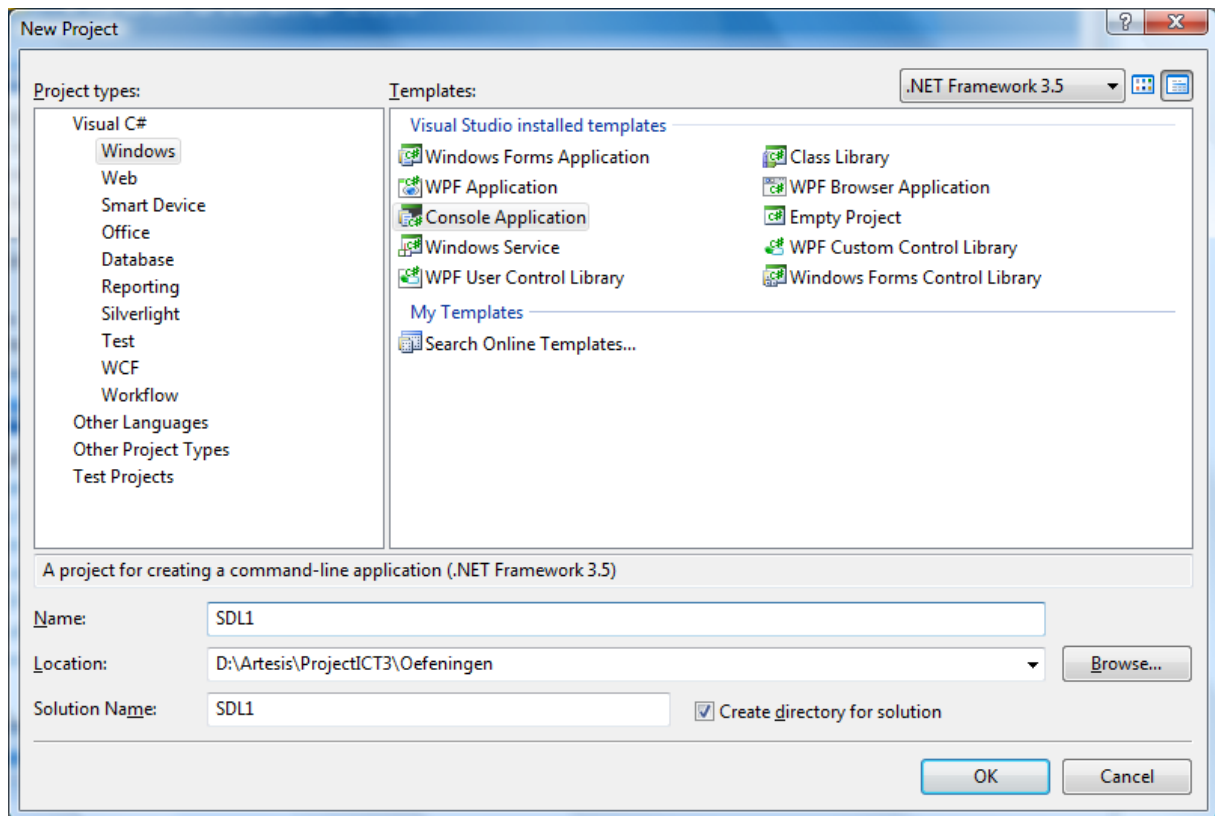 New Project
Project types:
Templates:
.NET Framework 3.5
Visual C#
Windows
Web
Smart Device
Office
Database
Reporting
Silverlight
Test
WCF
Workflow
Other Languages
Other Project Types
Test Projects
Visual Studio installed templates
Windows Forms Application
Class Library
WPF Application
WPF Browser Application
Console Application
Empty Project
Windows Service
WPF Custom Control Library
WPF User Control Library
Windows Forms Control Library
My Templates
Search Online Templates...
A project for creating a command-line application (.NET Framework 3.5)
Name:
SDL1
Location:
D:\Artesis\ProjectICT3\Oefeningen
Browse...
Solution Name:
SDL1
Create directory for solution
OK
Cancel